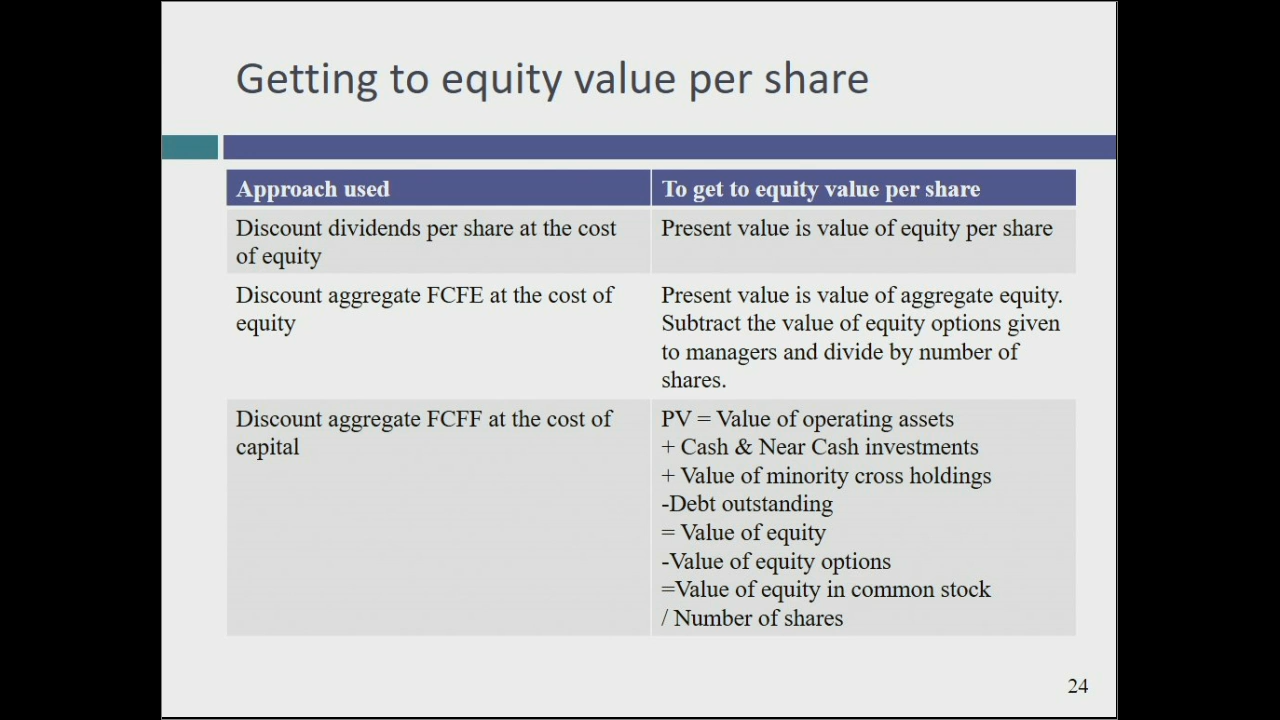 Getting to equity value per share
Approach used
To get to equity value per share
Discount dividends per share at the cost
of equity
Present value is value of equity per share
Discount aggregate FCFE at the cost of
equity
Present value is value of aggregate equity.
Subtract the value of equity options given
to managers and divide by number of
shares.
Discount aggregate FCFF at the cost of
capital
PV = Value of operating assets
+ Cash & Near Cash investments
+ Value of minority cross holdings
-Debt outstanding
= Value of equity
-Value of equity options
=Value of equity in common stock
/ Number of shares
24